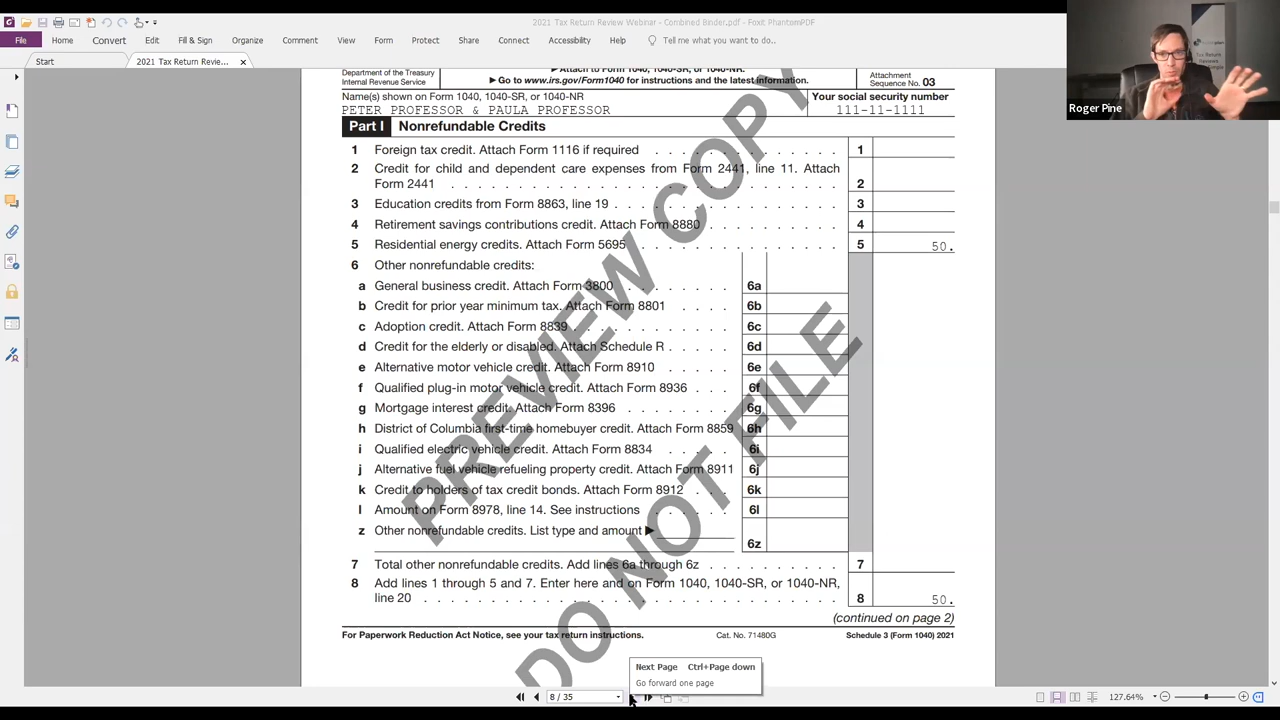 2021 Tax Return Review Webinar - Combined Binder.pdf - Foxit PhantomPDF
File Home Convert Edit Fill & Sign Organize Comment View Form Protect Share Connect Accessibility Help Tell me what you want to do..
Start 2021 Tax Return Revie... ×
Roger Pine
Department of the Treasury
Internal Revenue Service
▶ Attach to Form 1040, 1040-SR, or 1040-NR.
▶ Go to www.irs.gov/Form1040 for instructions and the latest information.
Attachment
Sequence No. 03
Name(s) shown on Form 1040, 1040-SR, or 1040-NR
Your social security number
PETER PROFESSOR & PAULA PROFESSOR
111-11-1111
Part I Nonrefundable Credits
1 Foreign tax credit. Attach Form 1116 if required . . . . . . . . . . . 1
2 Credit for child and dependent care expenses from Form 2441, line 11. Attach
Form 2441 . . . . . . . . . . . . . . . . . . . . 2
3 Education credits from Form 8863, line 19 . . . . . . . . . . . . 3
4 Retirement savings contributions credit. Attach Form 8880 . . . . . . . 4
5 Residential energy credits. Attach Form 5695 . . . . . . . . . . . 5 50.
6 Other nonrefundable credits:
a General business credit. Attach Form 3800 . . . . . . . 6a
b Credit for prior year minimum tax. Attach Form 8801 . . . . 6b
c Adoption credit. Attach Form 8839 . . . . . . . . . . 6c
d Credit for the elderly or disabled. Attach Schedule R . . . . . 6d
e Alternative motor vehicle credit. Attach Form 8910 . . . . . 6e
f Qualified plug-in motor vehicle credit. Attach Form 8936 . . . 6f
g Mortgage interest credit. Attach Form 8396 . . . . . . . 6g
h District of Columbia first-time homebuyer credit. Attach Form 8859 6h
i Qualified electric vehicle credit. Attach Form 8834 . . . . . 6i
j Alternative fuel vehicle refueling property credit. Attach Form 8911 6j
k Credit to holders of tax credit bonds. Attach Form 8912 . . . 6k
l Amount on Form 8978, line 14. See instructions . . . . . . 6l
z Other nonrefundable credits. List type and amount ▶
6z
7 Total other nonrefundable credits. Add lines 6a through 6z . . . . . . . . . 7
8 Add lines 1 through 5 and 7. Enter here and on Form 1040, 1040-SR, or 1040-NR,
line 20 . . . . . . . . . . . . . . . . . . . . . 8 50.
(continued on page 2)
For Paperwork Reduction Act Notice, see your tax return instructions. Cat. No. 71480G Schedule 3 (Form 1040) 2021
PREVIEW COPY
DO NOT FILE
Next Page Ctrl+Page down
Go forward one page
8 / 35
127.64%